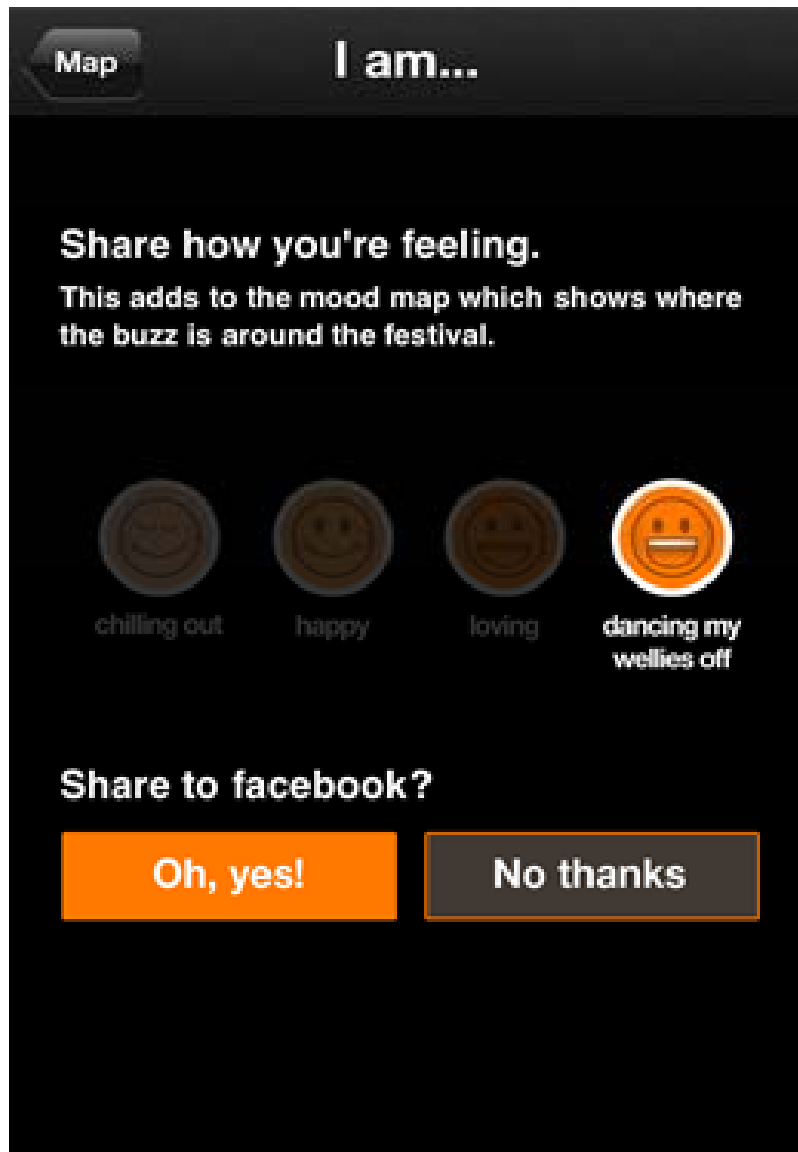 Map
I am...
Share how you're feeling.
This adds to the mood map which shows where
the buzz is around the festival.
chilling out
happy
loving
dancing my
wellies off
Share to facebook?
Oh, yes!
No thanks